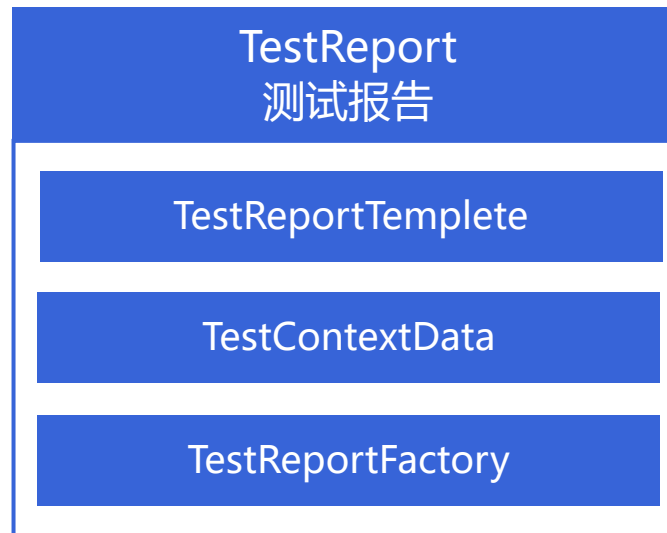 TestReport
测试报告
TestReportTemplete
TestContextData
TestReportFactory